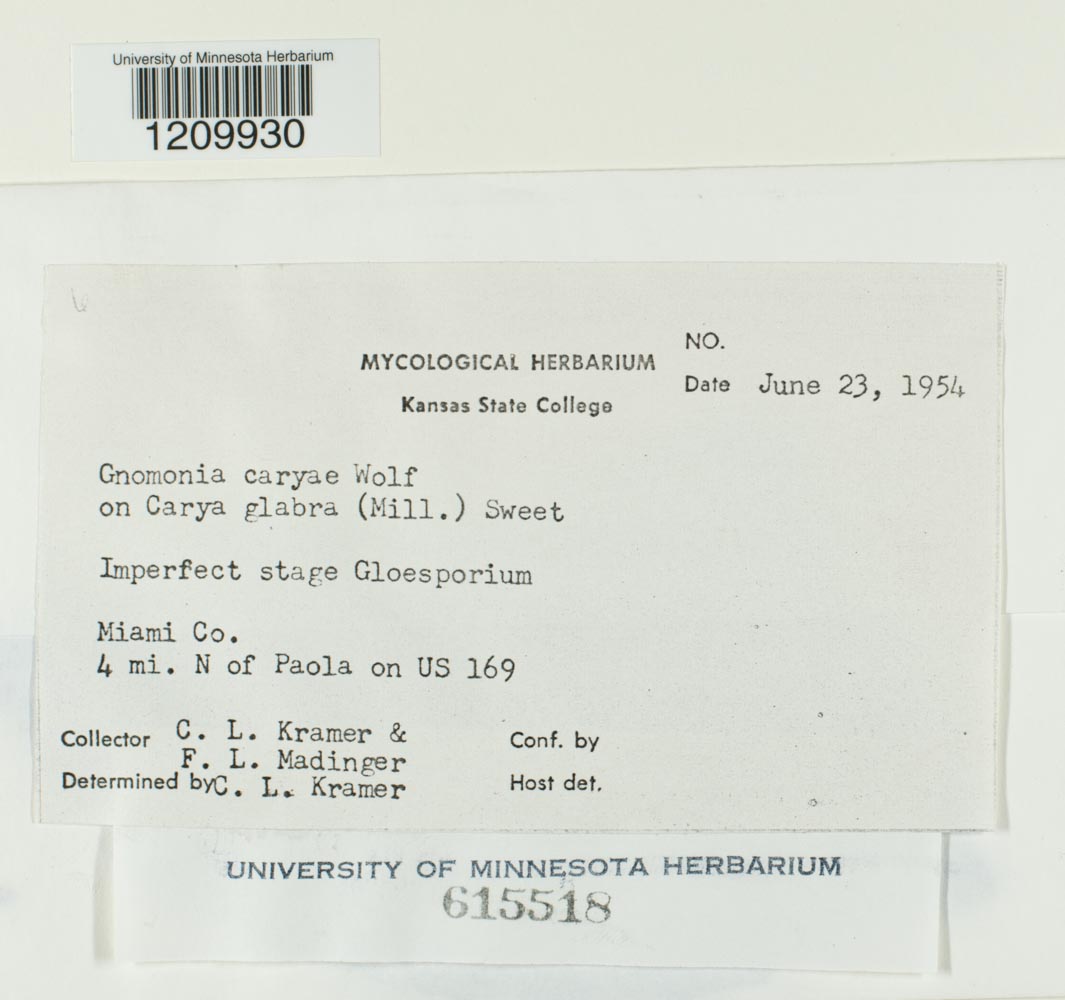 University of Minnesota Herbarium
1209930
MYCOLOGICAL HERBARIUM
Kansas State College
NO.
Date June 23, 1954
Gnomonia caryae Wolf
on Carya glabra (Mill.) Sweet
Imperfect stage Gloesporium
Miami Co.
4 mi. N of Paola on US 169
Collector C. L. Kramer &
F. L. Madinger
Determined by C. L. Kramer
Conf. by
Host det.
UNIVERSITY OF MINNESOTA HERBARIUM
615518